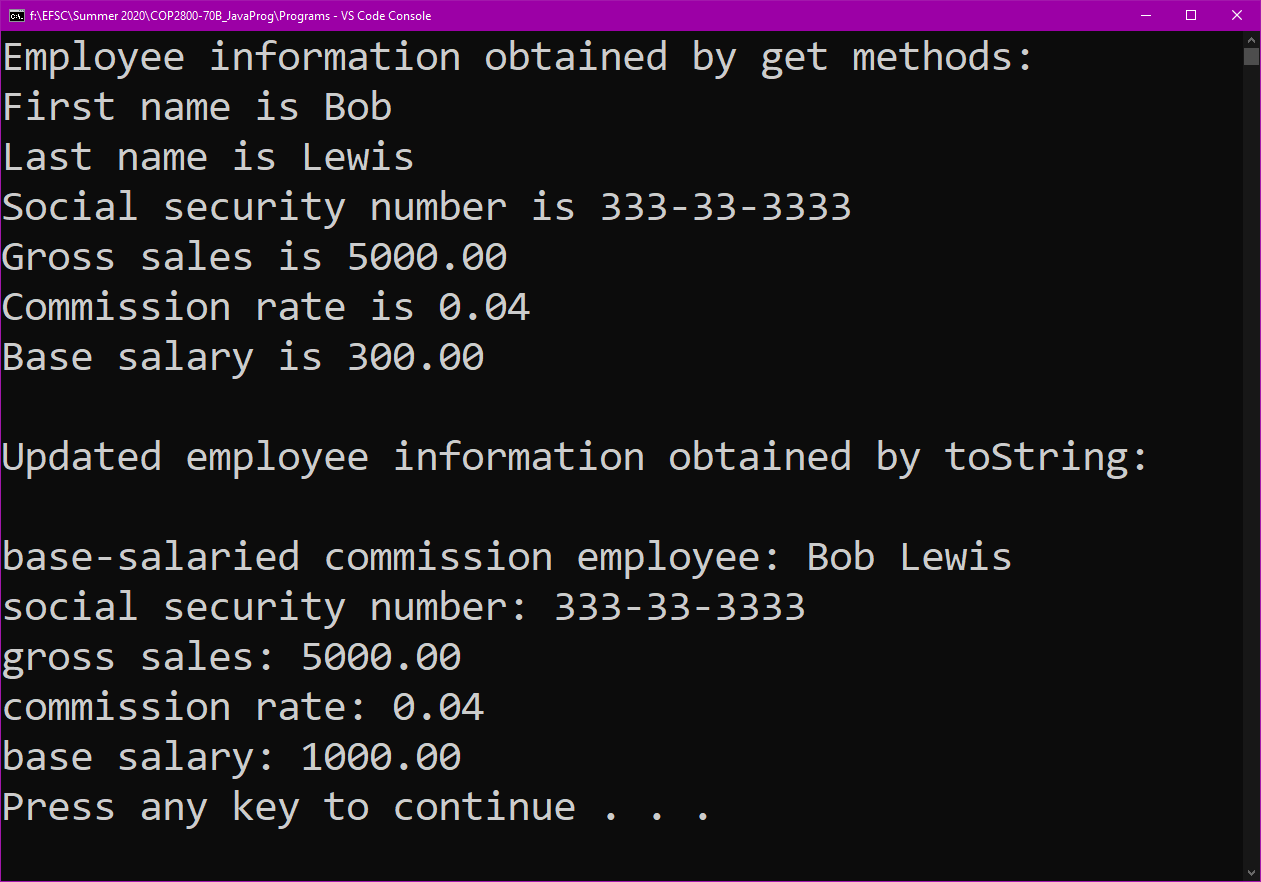 f:\EFSC\Summer 2020\COP2800-70B_JavaProg\Programs - VS Code Console
Employee information obtained by get methods:
First name is Bob
Last name is Lewis
Social security number is 333-33-3333
Gross sales is 5000.00
Commission rate is 0.04
Base salary is 300.00
Updated employee information obtained by toString:
base-salaried commission employee: Bob Lewis
social security number: 333-33-3333
gross sales: 5000.00
commission rate: 0.04
base salary: 1000.00
Press any key to continue . . .